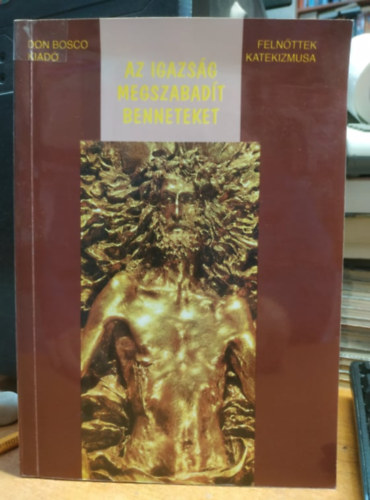 DON BOSCO
KIADÓ
AZ IGAZSÁG
MEGSZABADÍT
BENNETEKET
FELNŐTTEK
KATEKIZMUSA